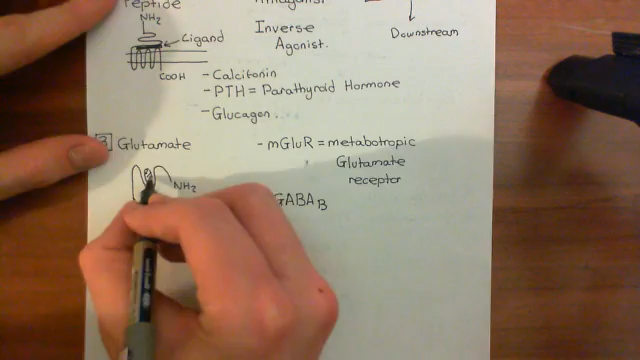 Peptide
NH2
Ligand
COOH
Inverse
Agonist.
Downstream
- Calcitonin
- PTH = Parathyroid Hormone
- Glucagon
3 Glutamate
- mGluR = metabotropic
Glutamate
receptor
NH2
GABAB